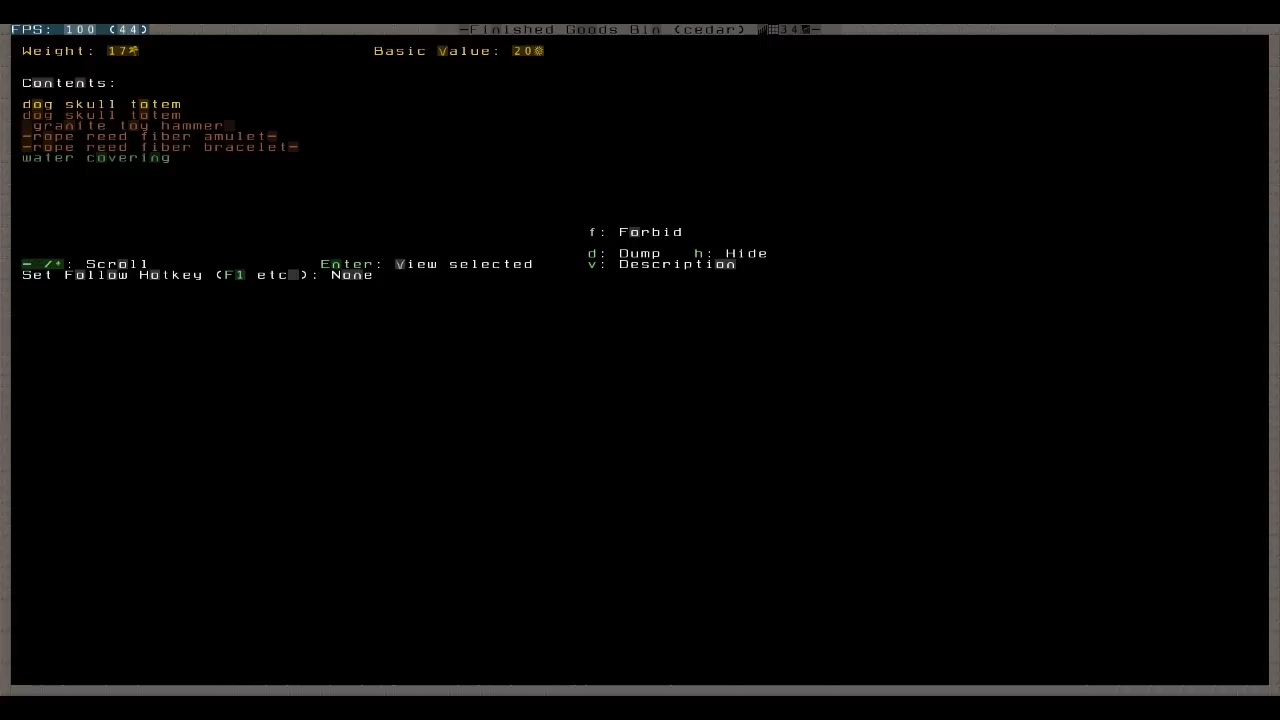 FPS: 100 (44) -Finished Goods Bin (cedar) #34-
Weight: 17 Basic Value: 20☼
Contents:
dog skull totem
dog skull totem
granite toy hammer
-rope reed fiber amulet-
-rope reed fiber bracelet-
water covering
f: Forbid
d: Dump h: Hide
- /*: Scroll Enter: View selected v: Description
Set Follow Hotkey (F1 etc.): None